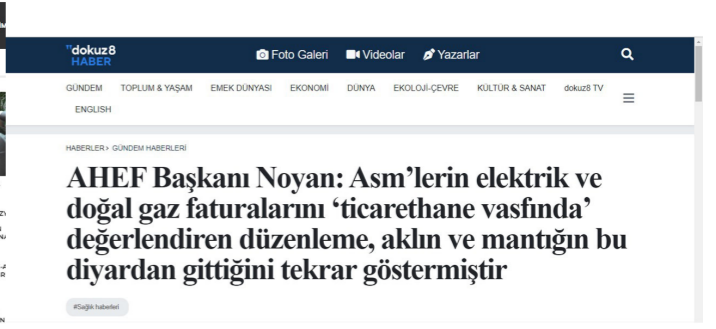 dokuz8
HABER
Foto Galeri Videolar Yazarlar
GÜNDEM TOPLUM & YAŞAM EMEK DÜNYASI EKONOMİ DÜNYA EKOLOJİ-ÇEVRE KÜLTÜR & SANAT dokuz8 TV
ENGLISH
HABERLER › GÜNDEM HABERLERİ
AHEF Başkanı Noyan: Asm’lerin elektrik ve
doğal gaz faturalarını ‘ticarethane vasfında’
değerlendiren düzenleme, aklın ve mantığın bu
diyardan gittiğini tekrar göstermiştir
#Sağlık haberleri